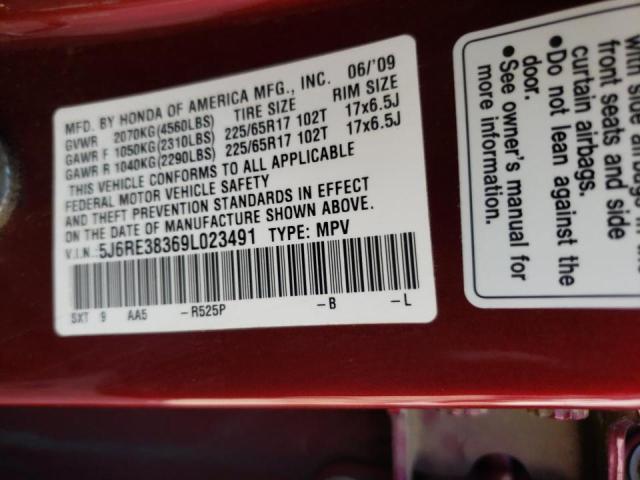 MFD. BY HONDA OF AMERICA MFG., INC. 06/'09
GVWR 2070KG(4560LBS) TIRE SIZE RIM SIZE
GAWR F 1050KG(2310LBS) 225/65R17 102T 17x6.5J
GAWR R 1040KG(2290LBS) 225/65R17 102T 17x6.5J
THIS VEHICLE CONFORMS TO ALL APPLICABLE
FEDERAL MOTOR VEHICLE SAFETY
AND THEFT PREVENTION STANDARDS IN EFFECT
ON THE DATE OF MANUFACTURE SHOWN ABOVE.
V.I.N.: 5J6RE38369L023491 TYPE: MPV
SXT 9 AA5 -R525P -B -L
front seats and side
curtain airbags.
• Do not lean against the
door.
• See owner's manual for
more information.